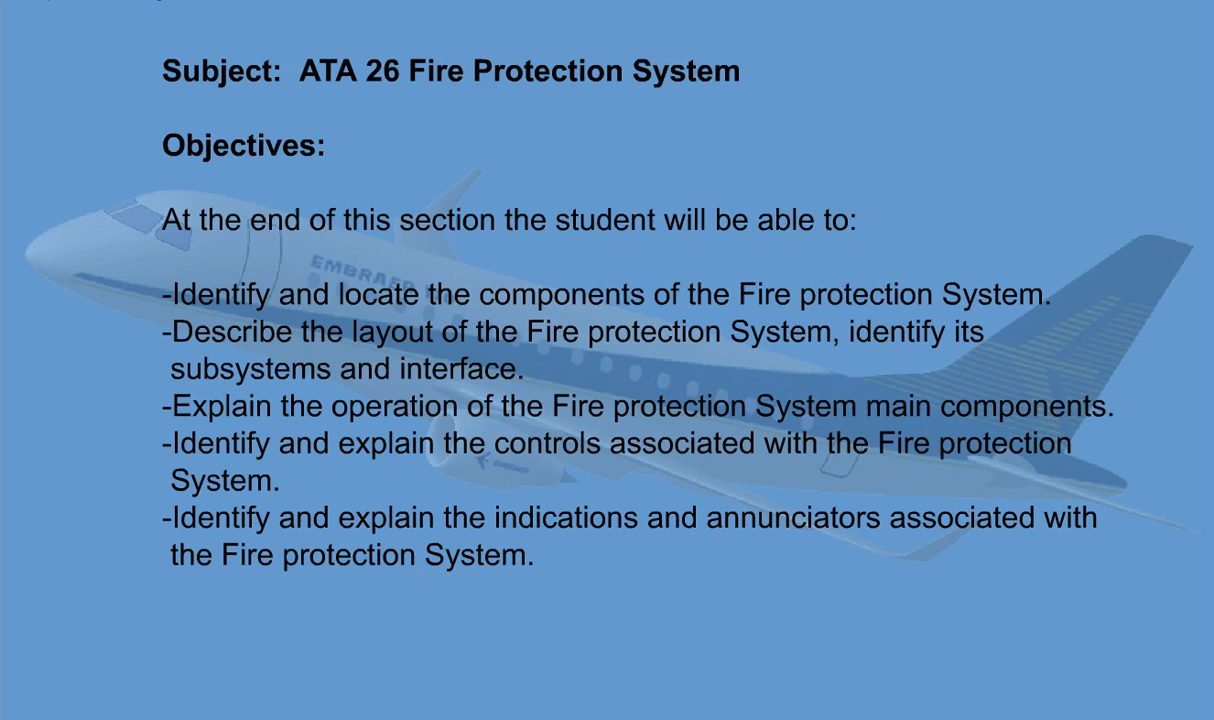 Subject:  ATA 26 Fire Protection System
Objectives:
At the end of this section the student will be able to:
EMBRAER
-Identify and locate the components of the Fire protection System.
-Describe the layout of the Fire protection System, identify its
subsystems and interface.
-Explain the operation of the Fire protection System main components.
-Identify and explain the controls associated with the Fire protection
System.
EMBRAER
-Identify and explain the indications and annunciators associated with
the Fire protection System.